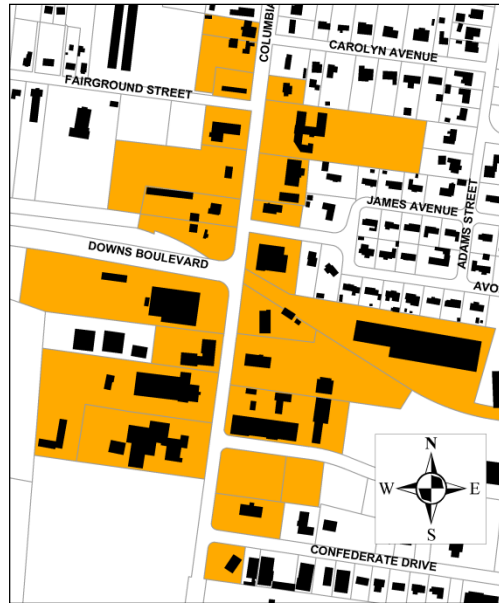 COLUMBIA
CAROLYN AVENUE
FAIRGROUND STREET
JAMES AVENUE
ADAMS STREET
DOWNS BOULEVARD
AVO
N
W
E
S
CONFEDERATE DRIVE